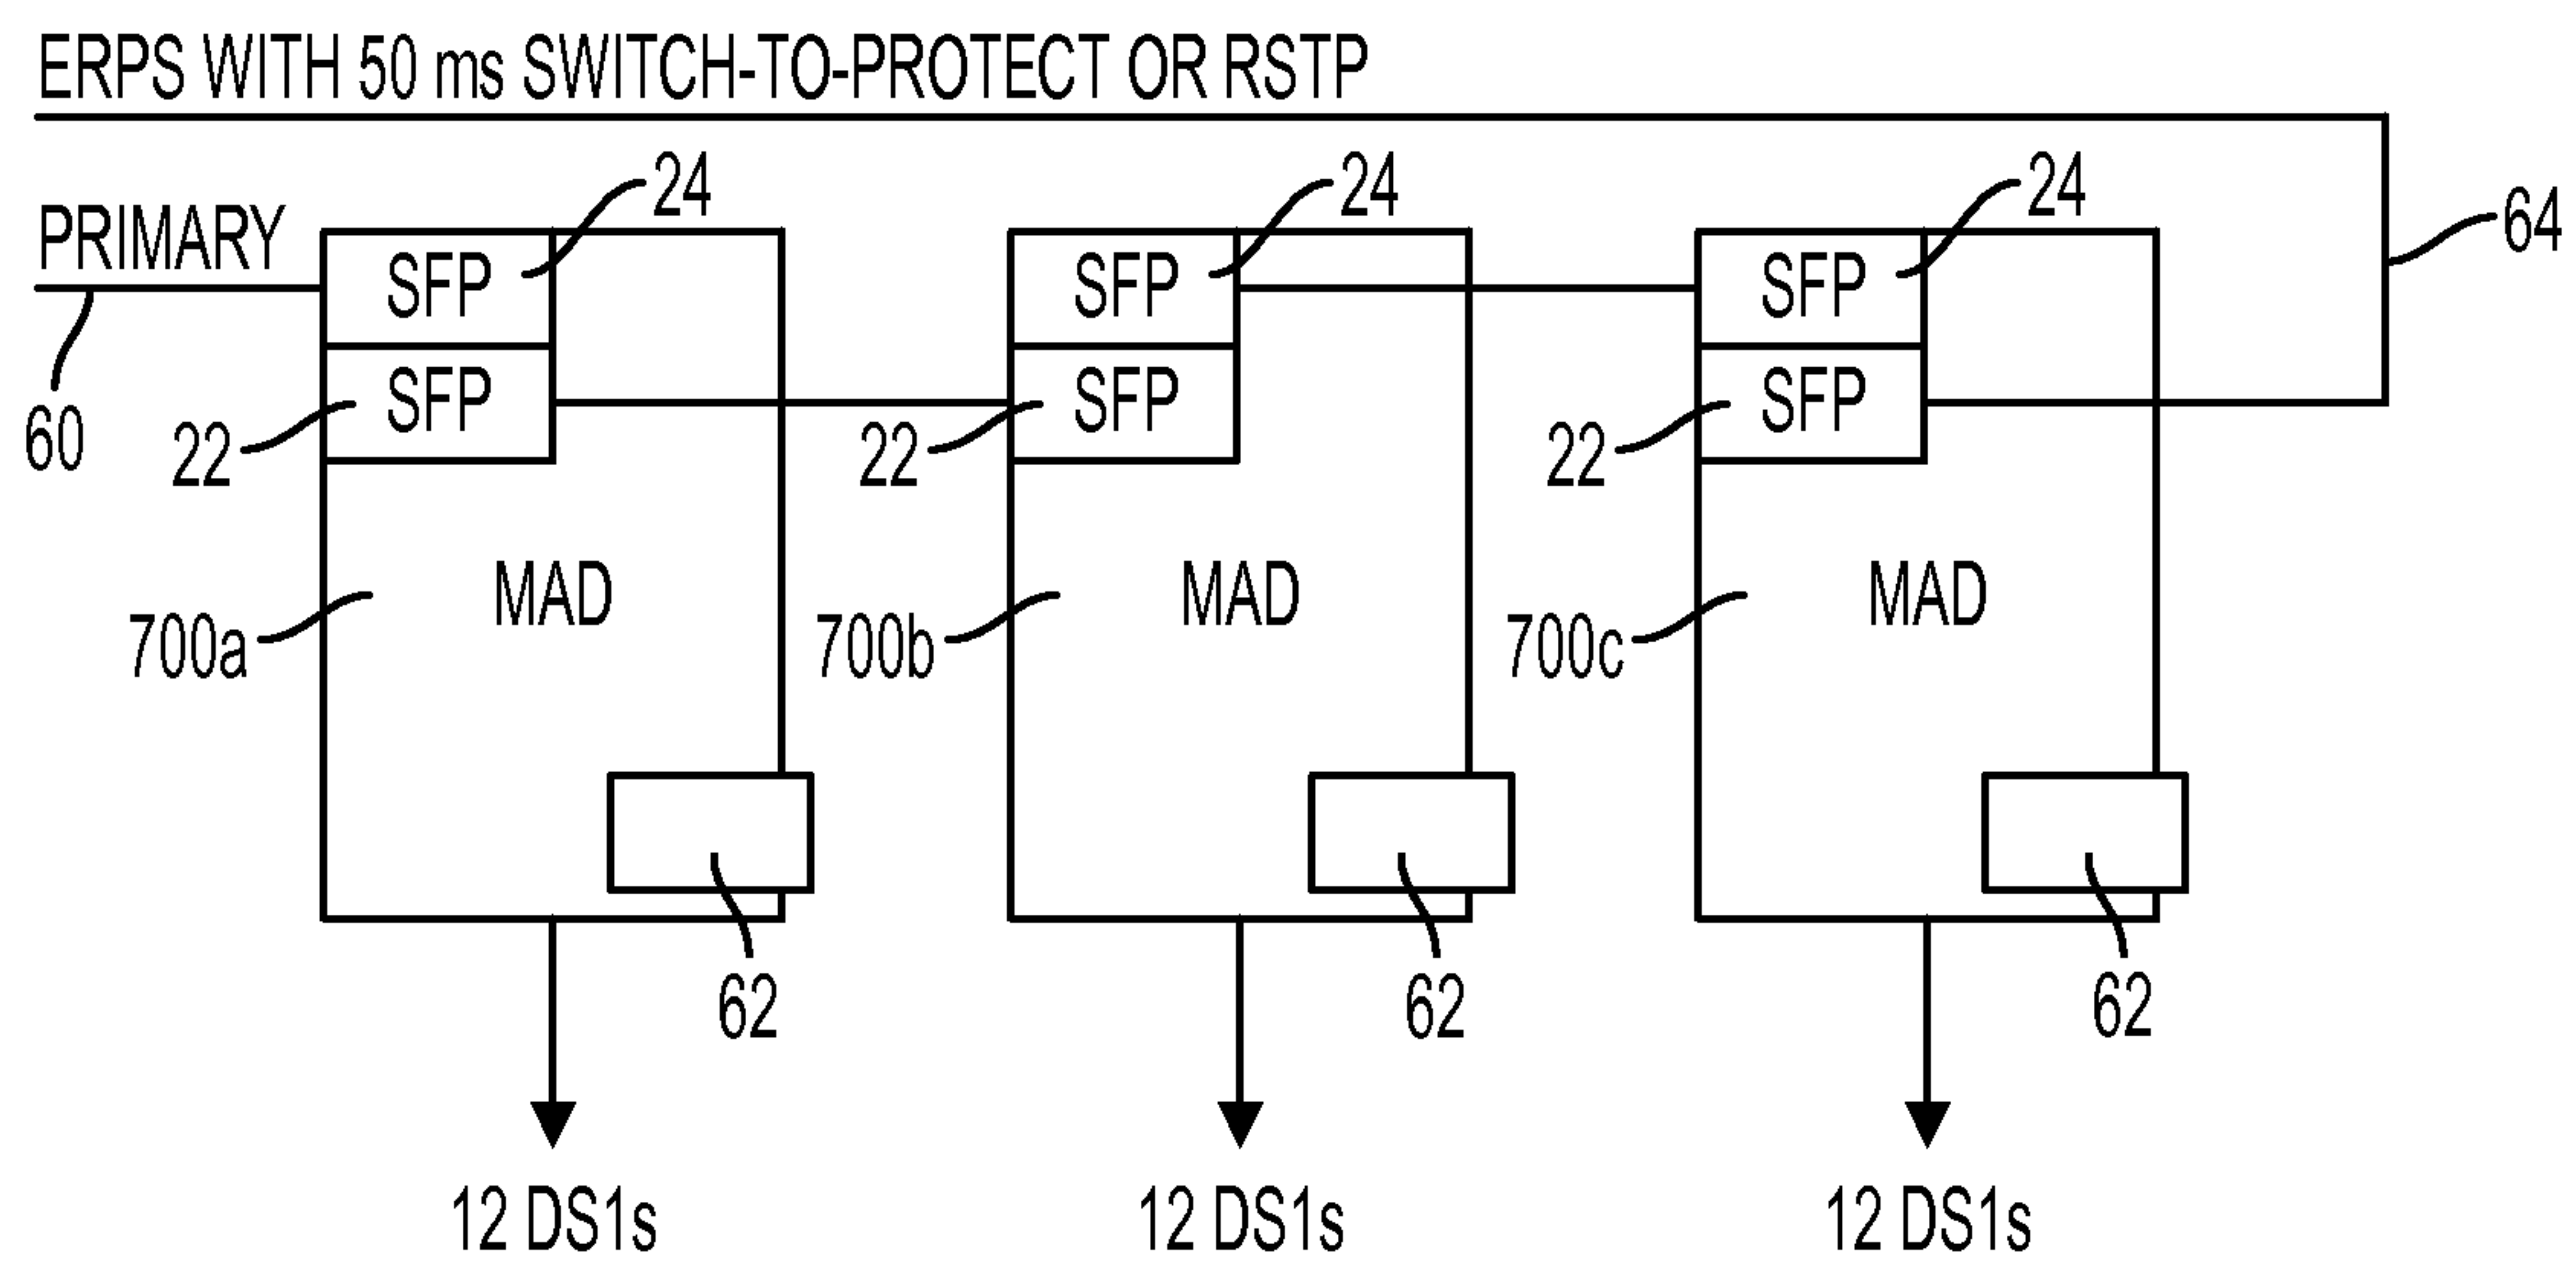 ERPS WITH 50 ms SWITCH-TO-PROTECT OR RSTP
PRIMARY
24
24
24
64
SFP
SFP
SFP
60
22
SFP
22
SFP
22
SFP
700a
MAD
700b
MAD
700c
MAD
62
62
62
12 DS1s
12 DS1s
12 DS1s